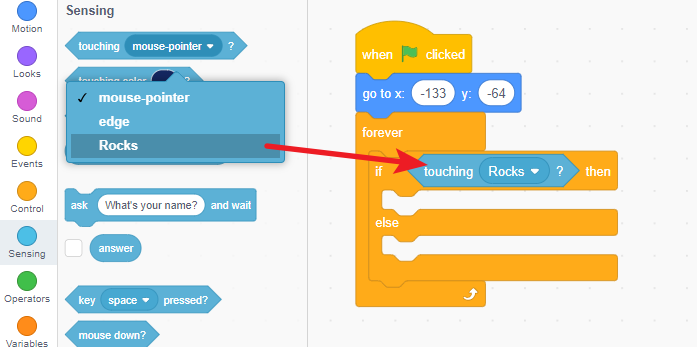 Motion
Looks
Sound
Events
Control
Sensing
Operators
Variables
Sensing
touching mouse-pointer ?
touching color ?
✓ mouse-pointer
edge
Rocks
ask What's your name? and wait
answer
key space pressed?
mouse down?
when clicked
go to x: -133 y: -64
forever
if touching Rocks ? then
else